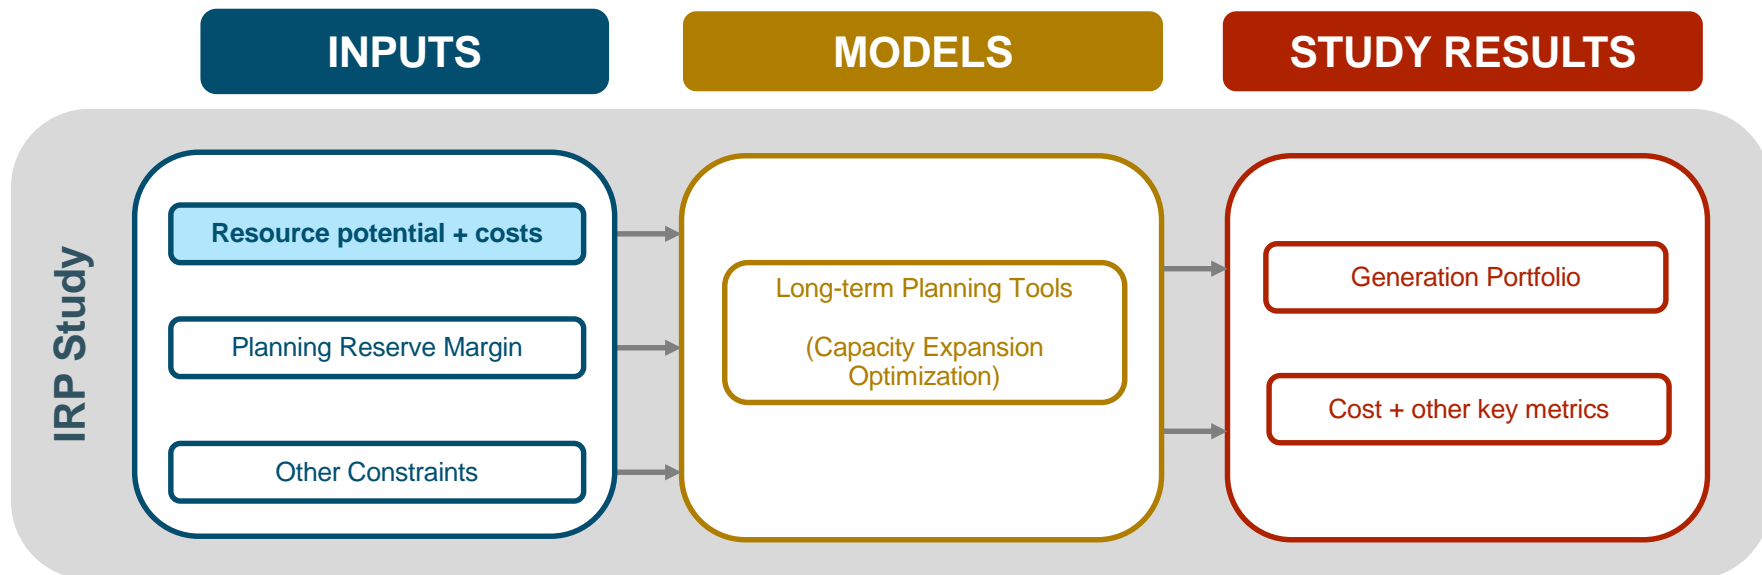 INPUTS
MODELS
STUDY RESULTS
IRP Study
Resource potential + costs
Planning Reserve Margin
Other Constraints
Long-term Planning Tools
(Capacity Expansion
Optimization)
Generation Portfolio
Cost + other key metrics